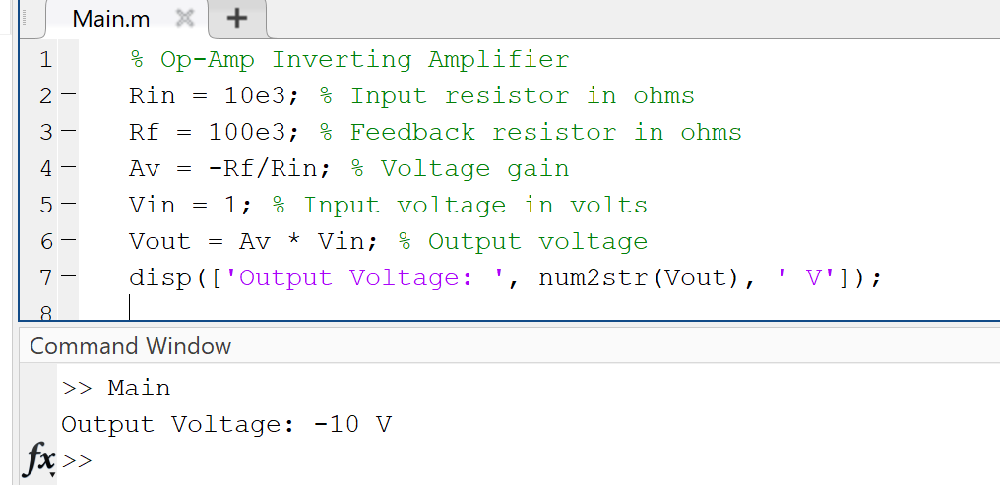 Main.m
1 % Op-Amp Inverting Amplifier
2 Rin = 10e3; % Input resistor in ohms
3 Rf = 100e3; % Feedback resistor in ohms
4 Av = -Rf/Rin; % Voltage gain
5 Vin = 1; % Input voltage in volts
6 Vout = Av * Vin; % Output voltage
7 disp(['Output Voltage: ', num2str(Vout), ' V']);
8
Command Window
>> Main
Output Voltage: -10 V
fx >>